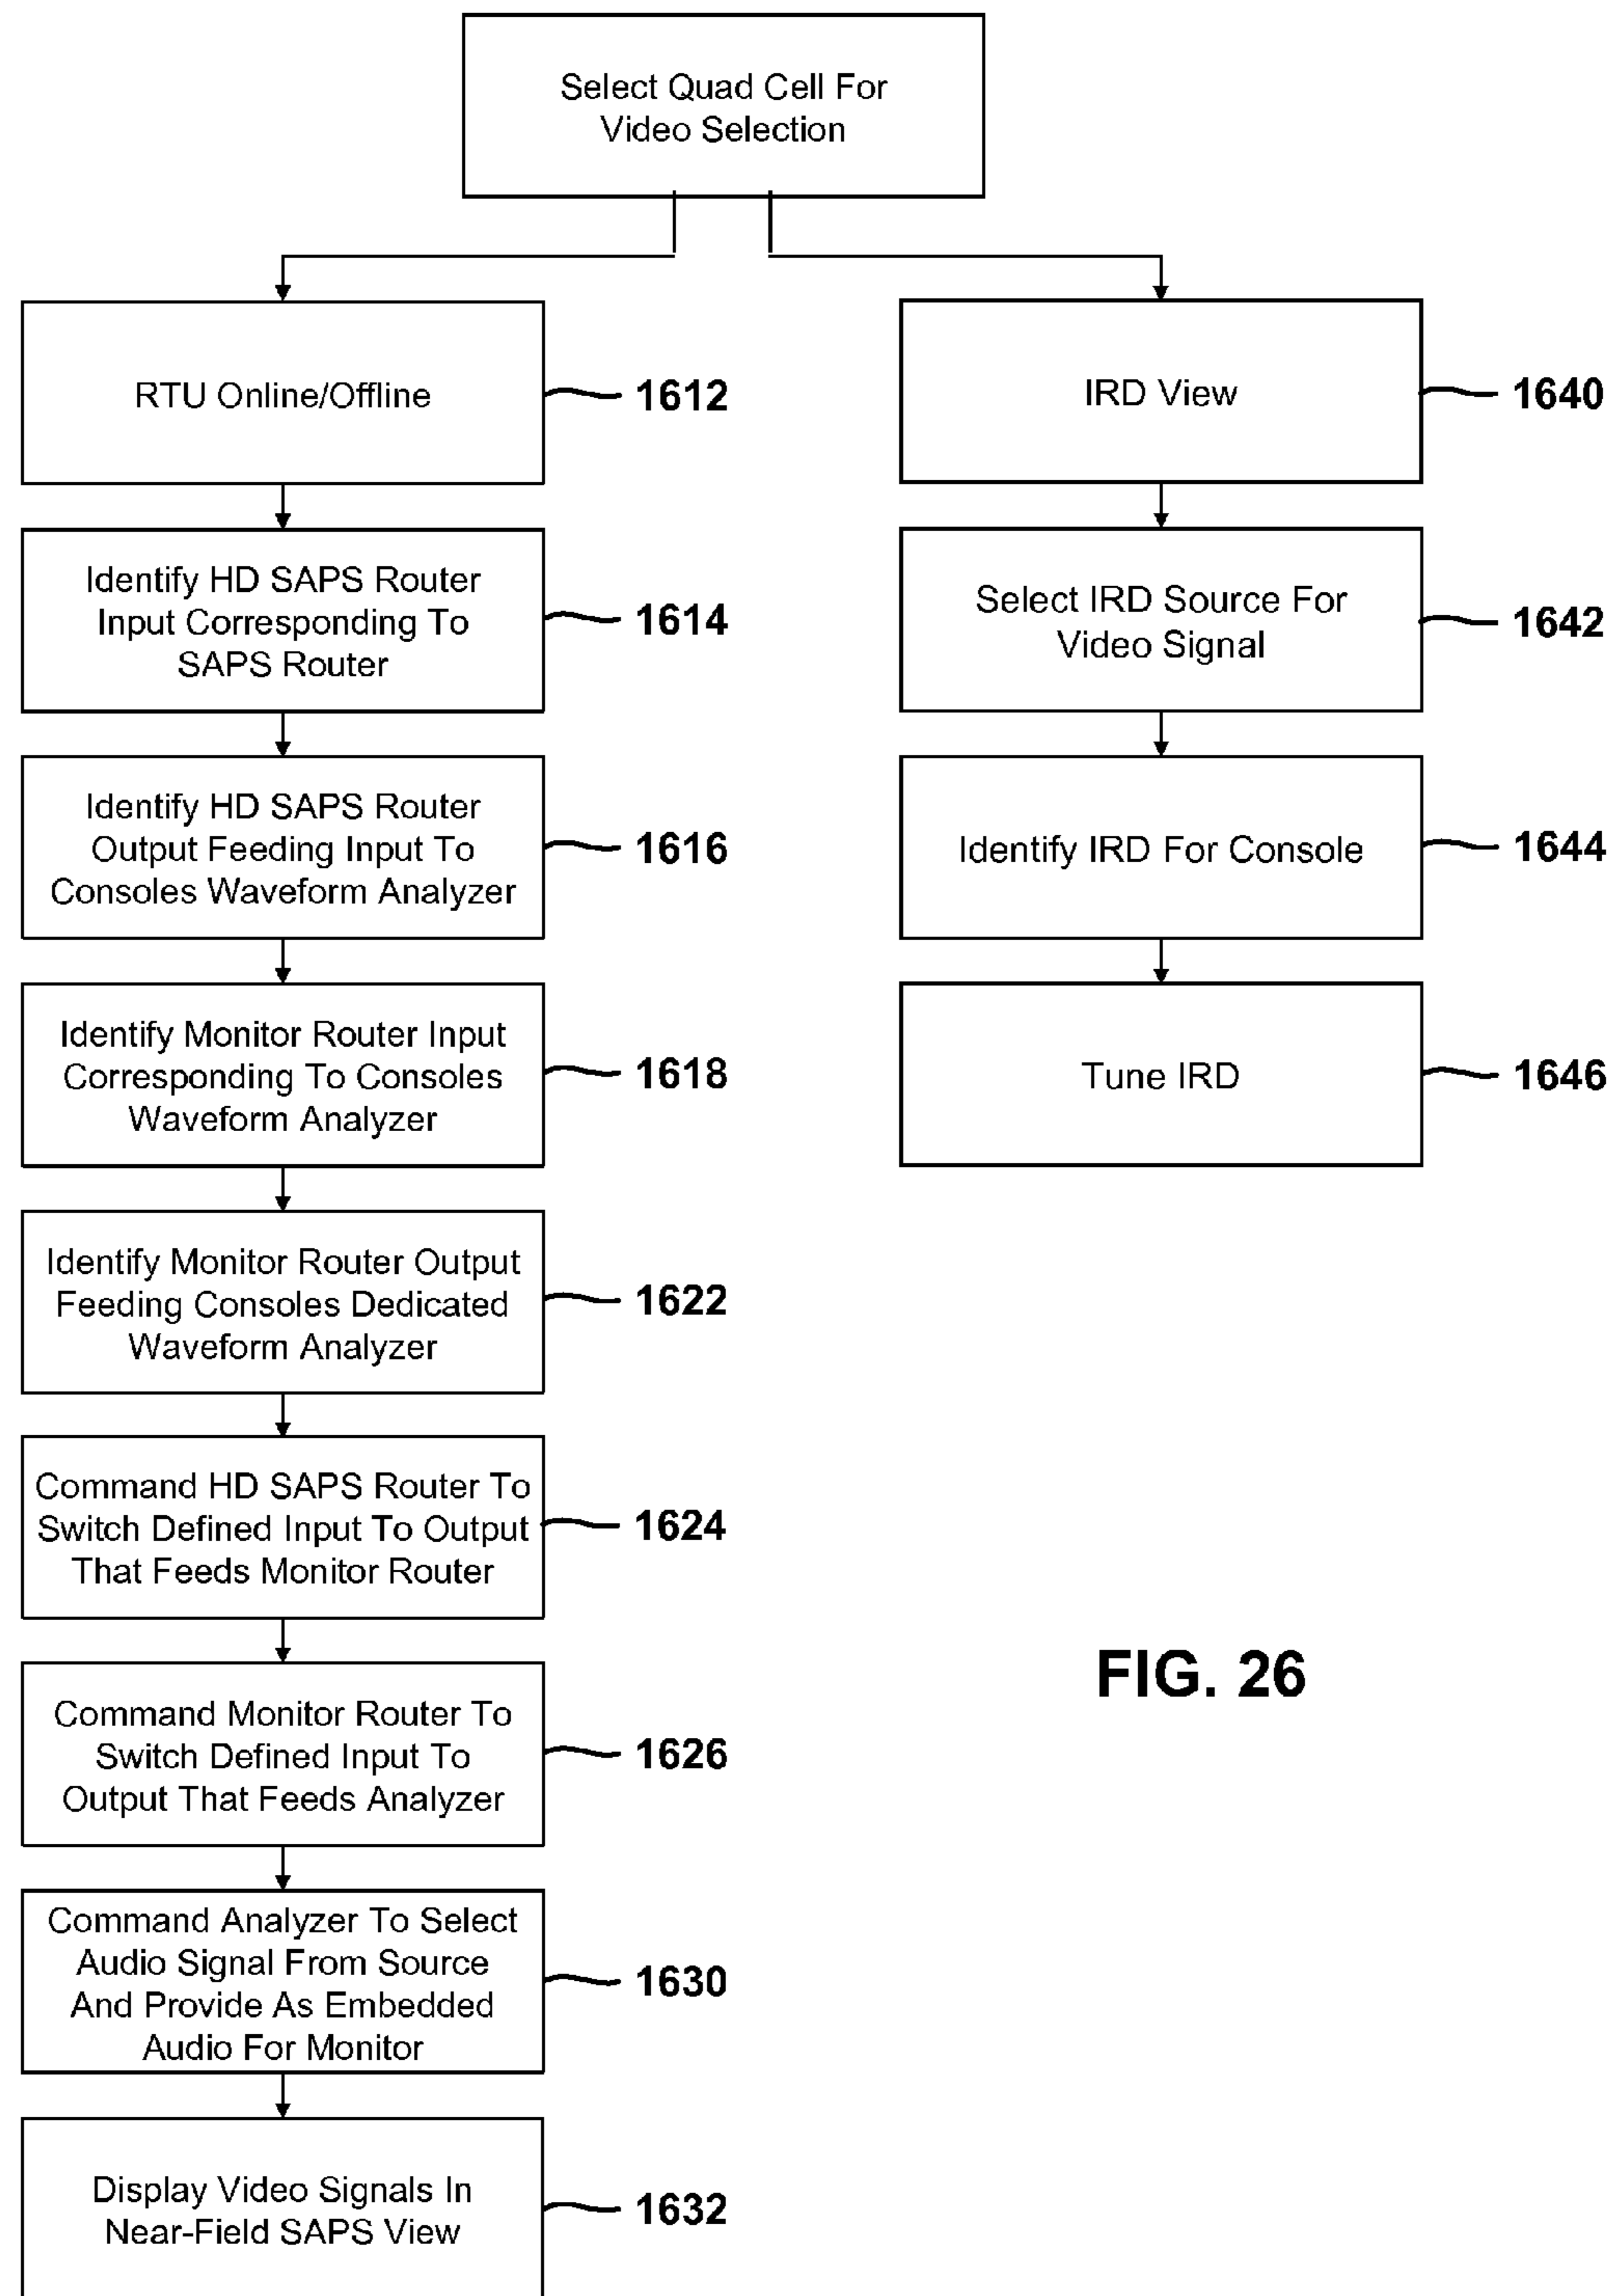 Select Quad Cell For
Video Selection
RTU Online/Offline
1612
Identify HD SAPS Router
Input Corresponding To
SAPS Router
1614
Identify HD SAPS Router
Output Feeding Input To
Consoles Waveform Analyzer
1616
Identify Monitor Router Input
Corresponding To Consoles
Waveform Analyzer
1618
Identify Monitor Router Output
Feeding Consoles Dedicated
Waveform Analyzer
1622
Command HD SAPS Router To
Switch Defined Input To Output
That Feeds Monitor Router
1624
Command Monitor Router To
Switch Defined Input To
Output That Feeds Analyzer
1626
Command Analyzer To Select
Audio Signal From Source
And Provide As Embedded
Audio For Monitor
1630
Display Video Signals In
Near-Field SAPS View
1632
IRD View
1640
Select IRD Source For
Video Signal
1642
Identify IRD For Console
1644
Tune IRD
1646
FIG. 26